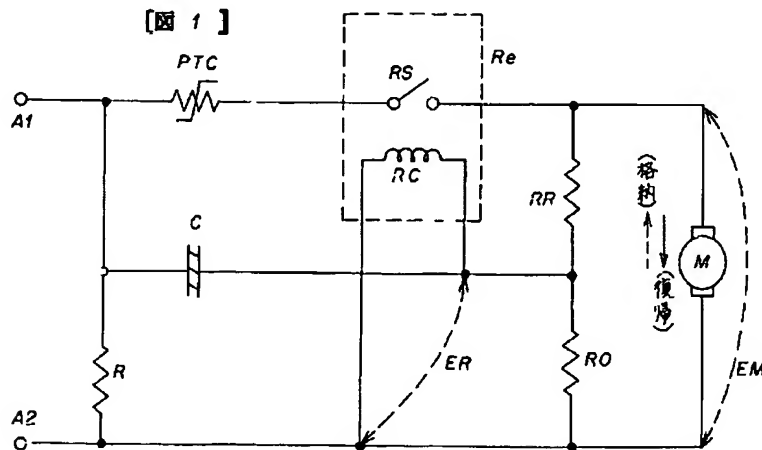 [図 1 ]
PTC
RS
Re
A1
RC
RR
(格納)
(復帰)
M
C
R
ER
RO
EM
A2